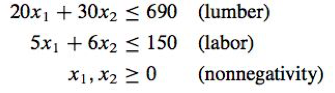 20x₁ + 30x₂ ≤ 690 (lumber)
5x₁ + 6x₂ ≤ 150 (labor)
x₁, x₂ ≥ 0 (nonnegativity)